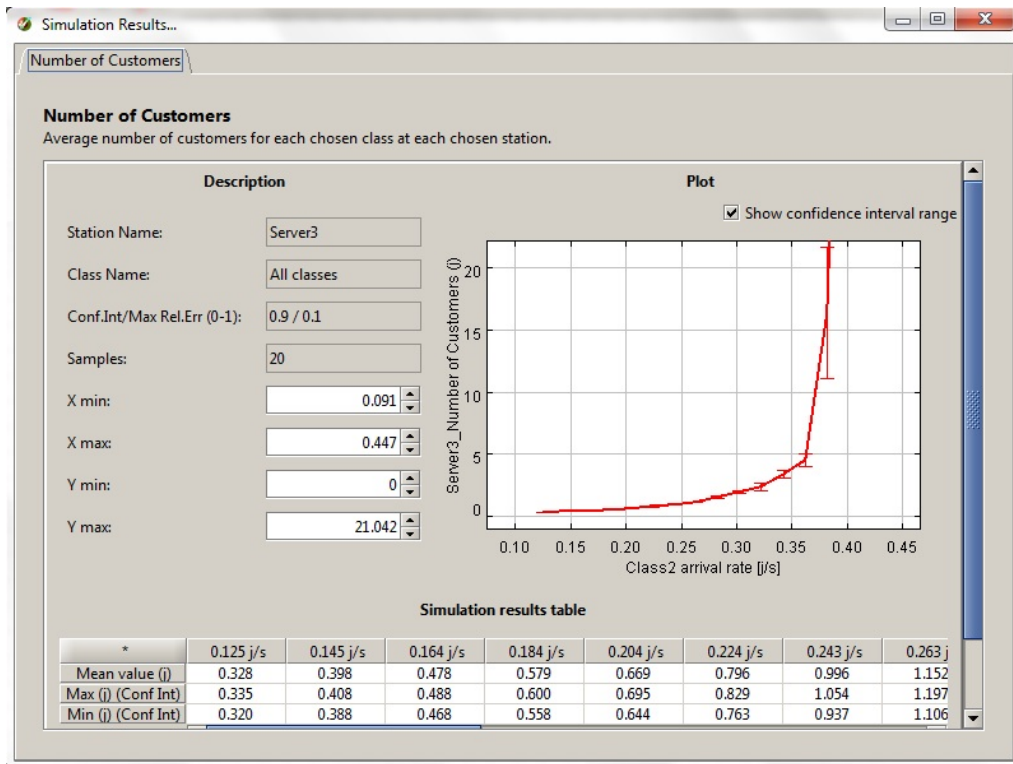 Simulation Results...
Number of Customers
Number of Customers
Average number of customers for each chosen class at each chosen station.
Description
Plot
Show confidence interval range
Station Name: Server3
Class Name: All classes
Conf.Int/Max Rel.Err (0-1): 0.9 / 0.1
Samples: 20
X min: 0.091
X max: 0.447
Y min: 0
Y max: 21.042
Server3_Number of Customers (j)
20
15
10
5
0
0.10 0.15 0.20 0.25 0.30 0.35 0.40 0.45
Class2 arrival rate [j/s]
Simulation results table
* 0.125 j/s 0.145 j/s 0.164 j/s 0.184 j/s 0.204 j/s 0.224 j/s 0.243 j/s 0.263 j
Mean value (j) 0.328 0.398 0.478 0.579 0.669 0.796 0.996 1.152
Max (j) (Conf Int) 0.335 0.408 0.488 0.600 0.695 0.829 1.054 1.197
Min (j) (Conf Int) 0.320 0.388 0.468 0.558 0.644 0.763 0.937 1.106